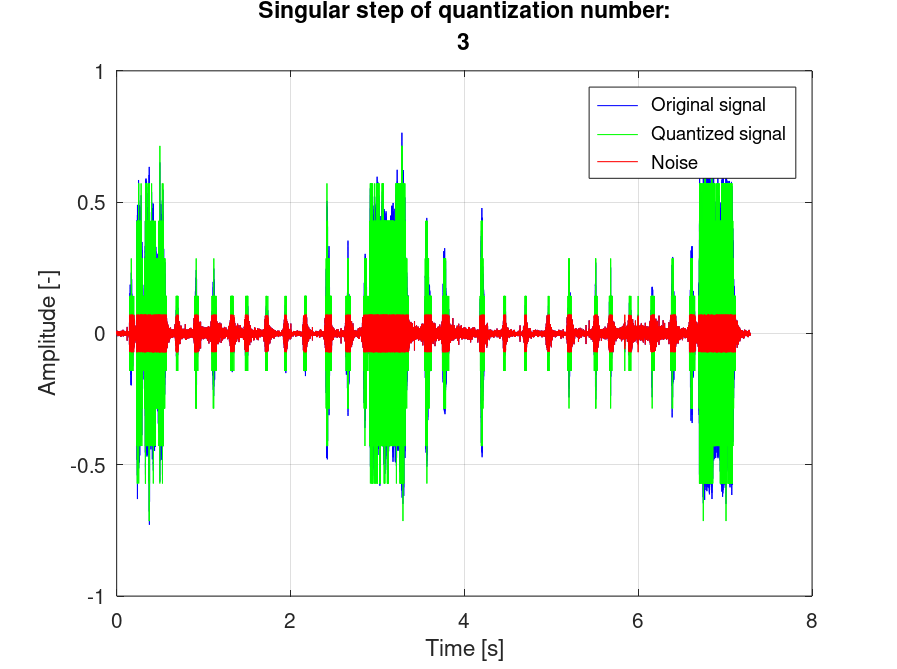 Singular step of quantization number:
3
1
0.5
0
-0.5
-1
Amplitude [-]
Original signal
Quantized signal
Noise
0 2 4 6 8
Time [s]